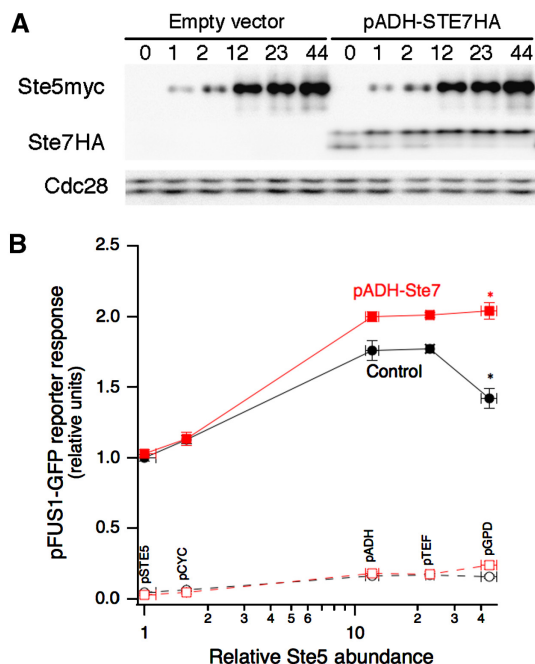 A
Empty vector pADH-STE7HA
0 1 2 12 23 44 0 1 2 12 23 44
Ste5myc
Ste7HA
Cdc28
B
2.5
2.0
1.5
1.0
0.5
0.0
pFUS1-GFP reporter response
(relative units)
pADH-Ste7
*
Control
*
pSTE5
pCYC
pADH
pTEF
pGPD
2 3 4 5 6 2 3 4
1 10
Relative Ste5 abundance